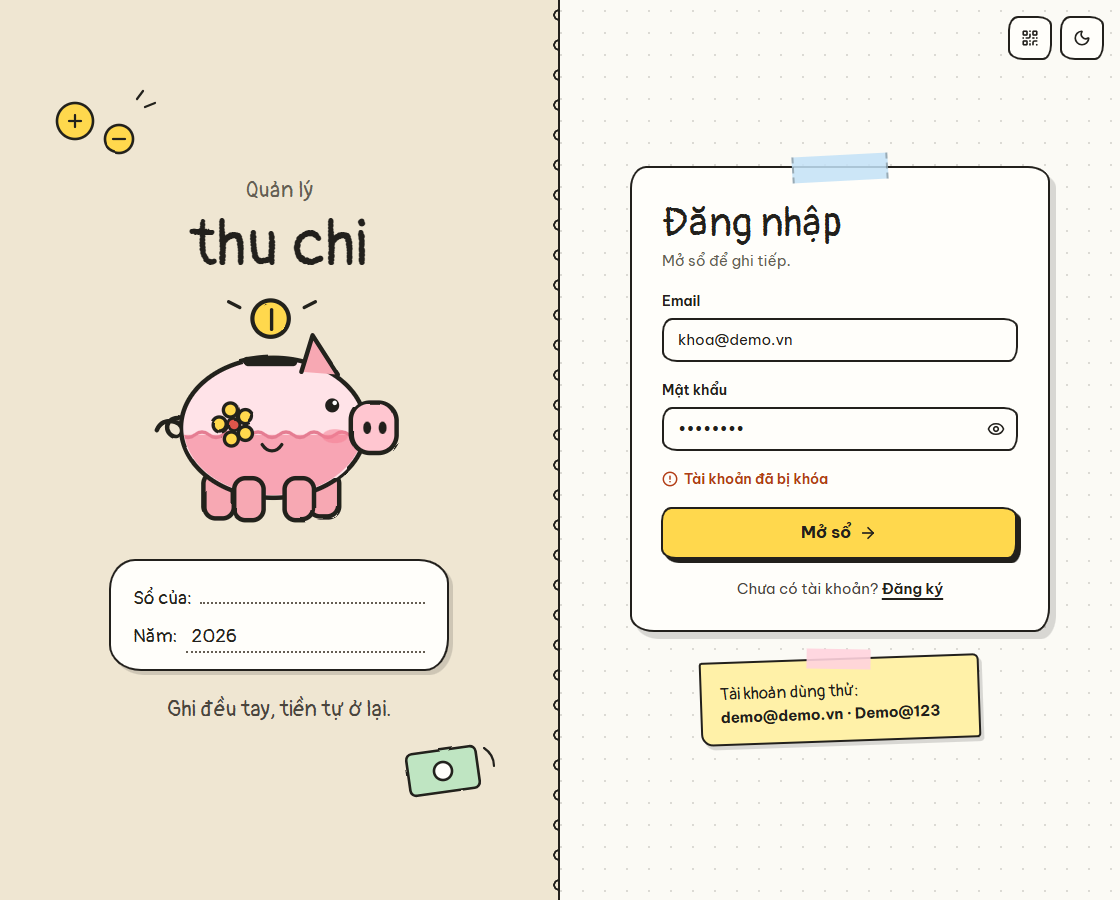 Quản lý
thu chi
Sổ của:
Năm: 2026
Ghi đều tay, tiền tự ở lại.
Đăng nhập
Mở sổ để ghi tiếp.
Email
khoa@demo.vn
Mật khẩu
••••••••
Tài khoản đã bị khóa
Mở sổ →
Chưa có tài khoản? Đăng ký
Tài khoản dùng thử:
demo@demo.vn · Demo@123